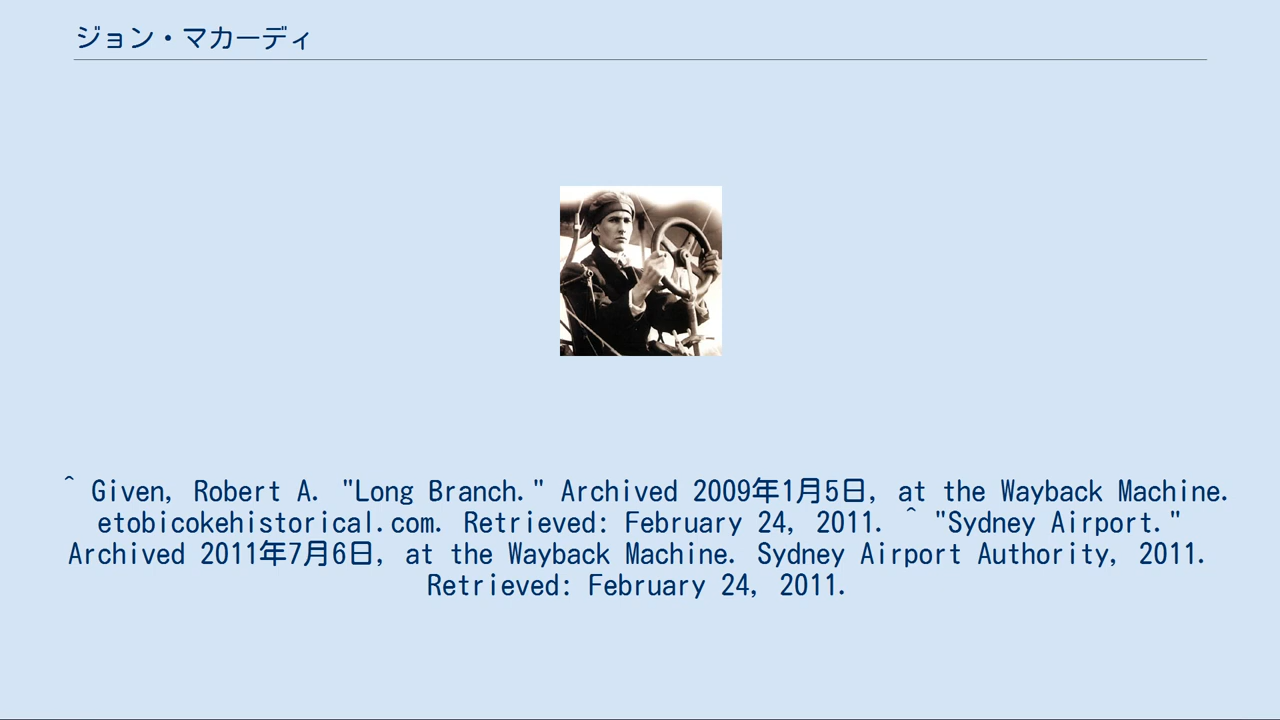 ジョン・マカーディ
^ Given, Robert A. "Long Branch." Archived 2009年1月5日, at the Wayback Machine.
etobicokehistorical.com. Retrieved: February 24, 2011. ^ "Sydney Airport."
Archived 2011年7月6日, at the Wayback Machine. Sydney Airport Authority, 2011.
Retrieved: February 24, 2011.